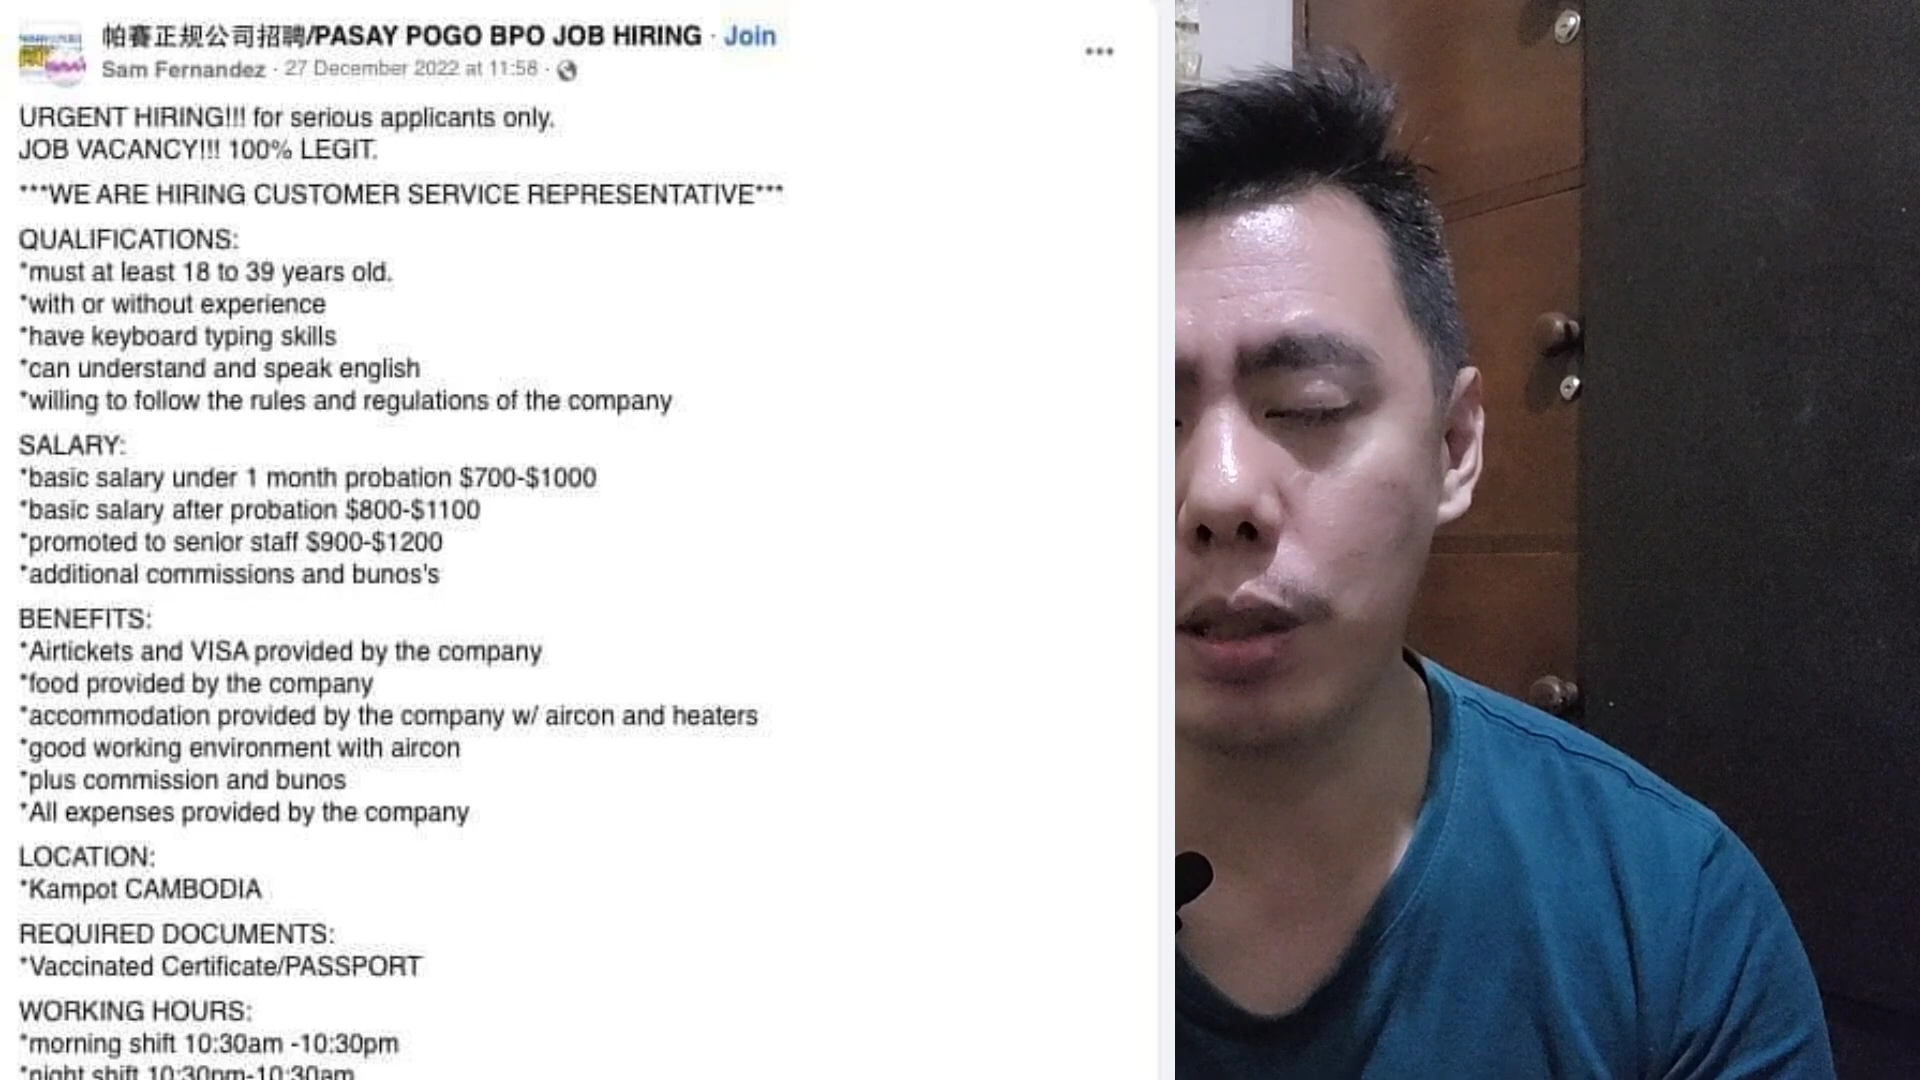 帕賽正规公司招聘/PASAY POGO BPO JOB HIRING · Join
Sam Fernandez · 27 December 2022 at 11:58 ·
URGENT HIRING!!! for serious applicants only.
JOB VACANCY!!! 100% LEGIT.
***WE ARE HIRING CUSTOMER SERVICE REPRESENTATIVE***
QUALIFICATIONS:
*must at least 18 to 39 years old.
*with or without experience
*have keyboard typing skills
*can understand and speak english
*willing to follow the rules and regulations of the company
SALARY:
*basic salary under 1 month probation $700-$1000
*basic salary after probation $800-$1100
*promoted to senior staff $900-$1200
*additional commissions and bunos's
BENEFITS:
*Airtickets and VISA provided by the company
*food provided by the company
*accommodation provided by the company w/ aircon and heaters
*good working environment with aircon
*plus commission and bunos
*All expenses provided by the company
LOCATION:
*Kampot CAMBODIA
REQUIRED DOCUMENTS:
*Vaccinated Certificate/PASSPORT
WORKING HOURS:
*morning shift 10:30am -10:30pm
*night shift 10:30pm-10:30am